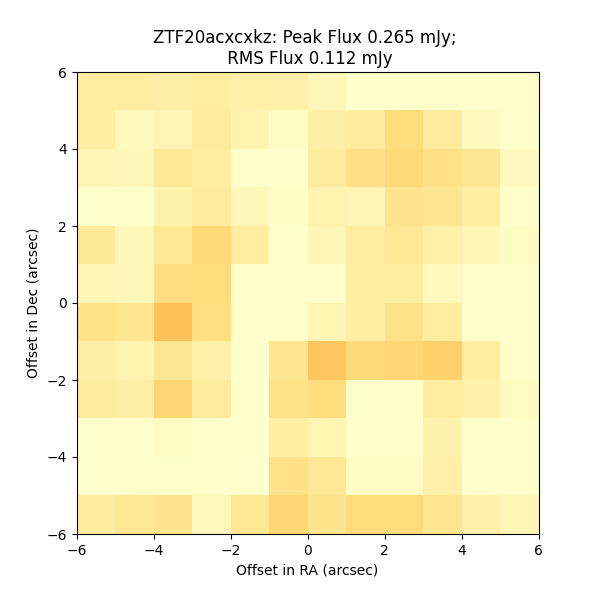 ZTF20acxcxkz: Peak Flux 0.265 mJy;
RMS Flux 0.112 mJy
6
4
2
0
−2
−4
−6
Offset in Dec (arcsec)
−6 −4 −2 0 2 4 6
Offset in RA (arcsec)